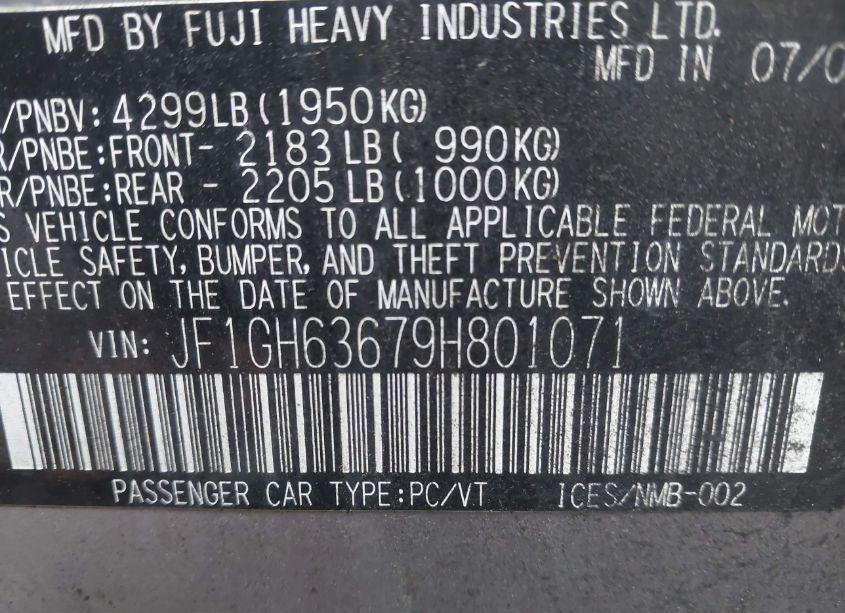 MFD BY FUJI HEAVY INDUSTRIES LTD.
MFD IN 07/0
/PNBV: 4299LB (1950KG)
R/PNBE:FRONT- 2183 LB ( 990KG)
R/PNBE:REAR - 2205 LB (1000KG)
S VEHICLE CONFORMS TO ALL APPLICABLE FEDERAL MOT
ICLE SAFETY, BUMPER, AND THEFT PREVENTION STANDARDS
EFFECT ON THE DATE OF MANUFACTURE SHOWN ABOVE.
VIN: JF1GH63679H801071
PASSENGER CAR TYPE:PC/VT ICES/NMB-002